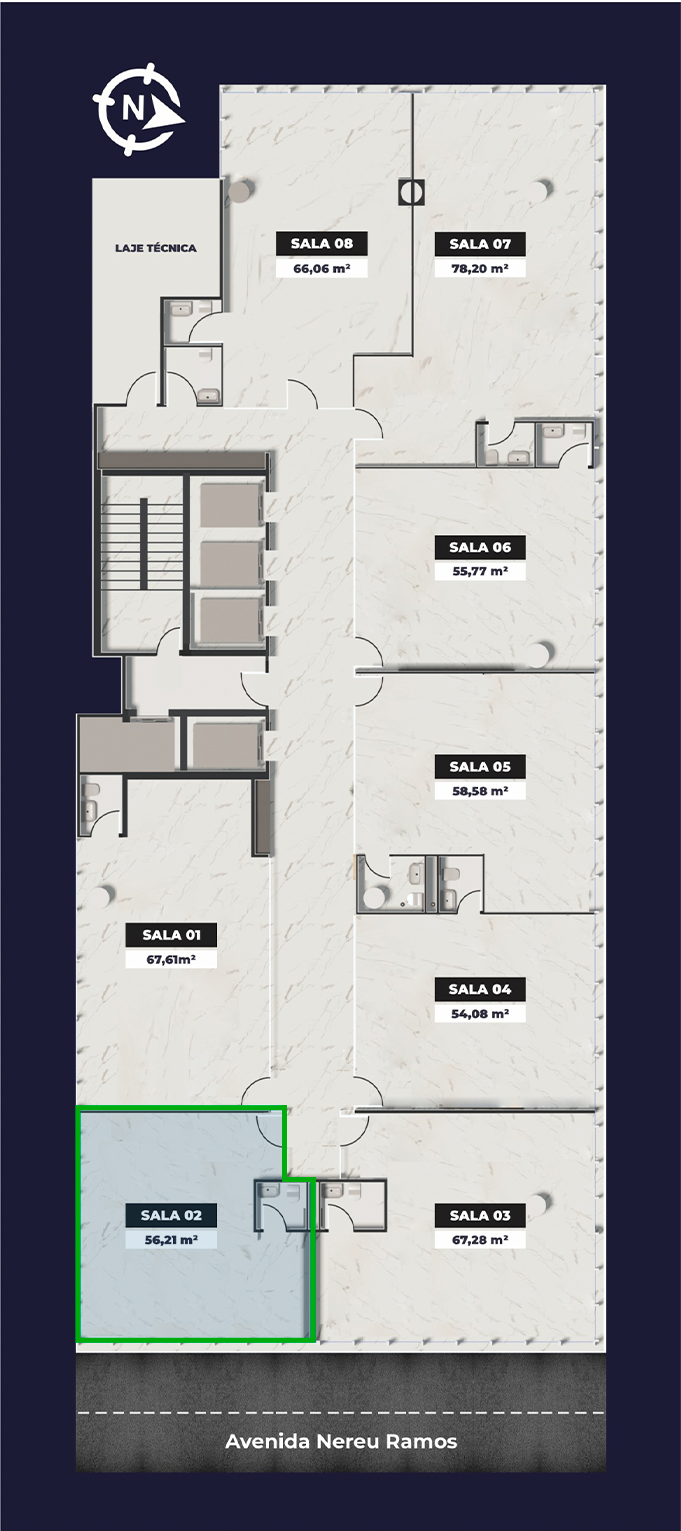 N
LAJE TÉCNICA
SALA 08
66,06 m²
SALA 07
78,20 m²
SALA 06
55,77 m²
SALA 05
58,58 m²
SALA 01
67,61m²
SALA 04
54,08 m²
SALA 02
56,21 m²
SALA 03
67,28 m²
Avenida Nereu Ramos